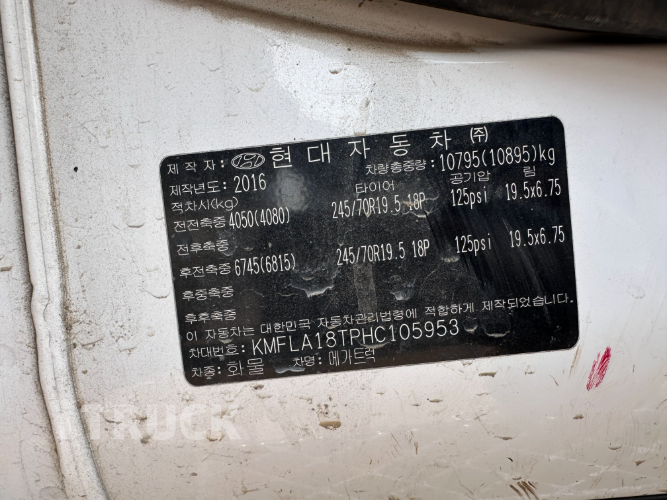 제 작 자: 현 대 자 동 차 ㈜
제작년도: 2016 차량총중량: 10795(10895)kg
적차시(kg) 타이어 공기압 림
전전축중 4050(4080) 245/70R19.5 18P 125psi 19.5x6.75
전후축중
후전축중 6745(6815) 245/70R19.5 18P 125psi 19.5x6.75
후중축중
후후축중
이 자동차는 대한민국 자동차관리법령에 적합하게 제작되었습니다.
차대번호: KMFLA18TPHC105953
차종: 화 물 차명: 메가트럭
TRUCK